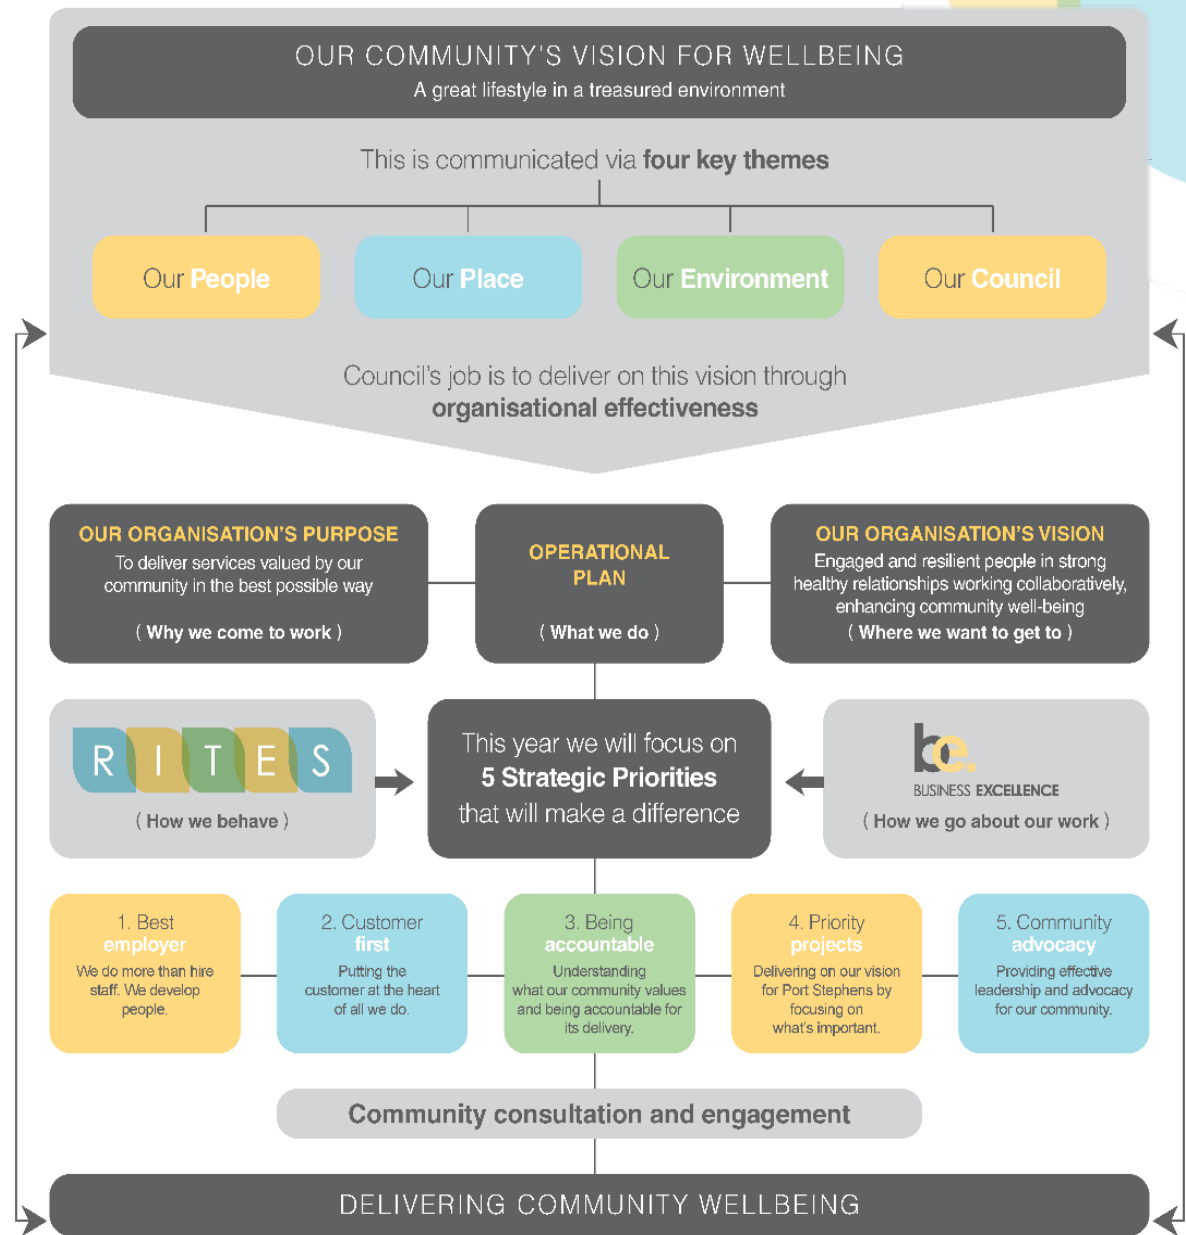 OUR COMMUNITY'S VISION FOR WELLBEING
A great lifestyle in a treasured environment
This is communicated via four key themes
Our People
Our Place
Our Environment
Our Council
Council's job is to deliver on this vision through
organisational effectiveness
OUR ORGANISATION'S PURPOSE
To deliver services valued by our
community in the best possible way
( Why we come to work )
OPERATIONAL
PLAN
( What we do )
OUR ORGANISATION'S VISION
Engaged and resilient people in strong
healthy relationships working collaboratively,
enhancing community well-being
( Where we want to get to )
R I T E S
( How we behave )
This year we will focus on
5 Strategic Priorities
that will make a difference
be.
BUSINESS EXCELLENCE
( How we go about our work )
1. Best
employer
We do more than hire
staff. We develop
people.
2. Customer
first
Putting the
customer at the heart
of all we do.
3. Being
accountable
Understanding
what our community values
and being accountable for
its delivery.
4. Priority
projects
Delivering on our vision
for Port Stephens by
focusing on
what's important.
5. Community
advocacy
Providing effective
leadership and advocacy
for our community.
Community consultation and engagement
DELIVERING COMMUNITY WELLBEING